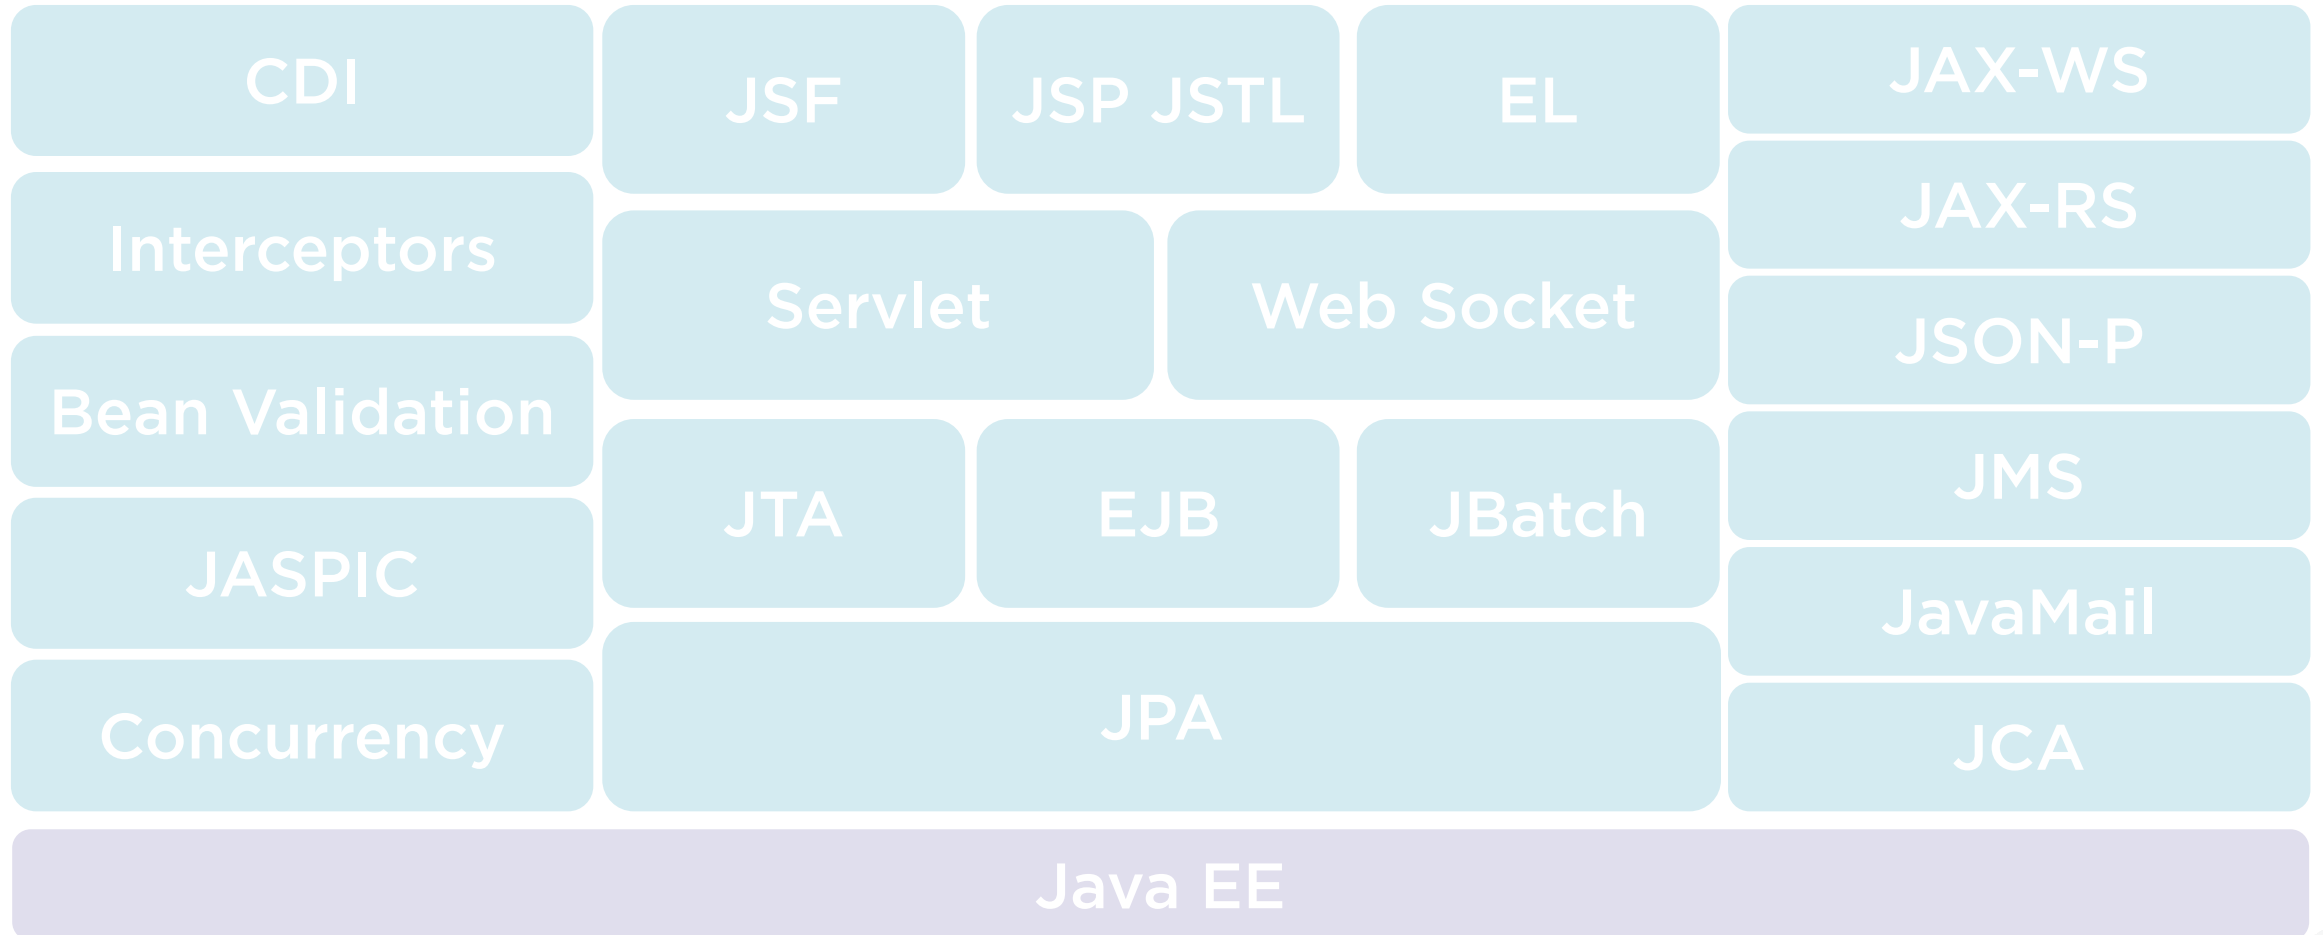 CDI
Interceptors
Bean Validation
JASPIC
Concurrency
JSF
JSP JSTL
EL
Servlet
Web Socket
JTA
EJB
JBatch
JPA
JAX-WS
JAX-RS
JSON-P
JMS
JavaMail
JCA
Java EE